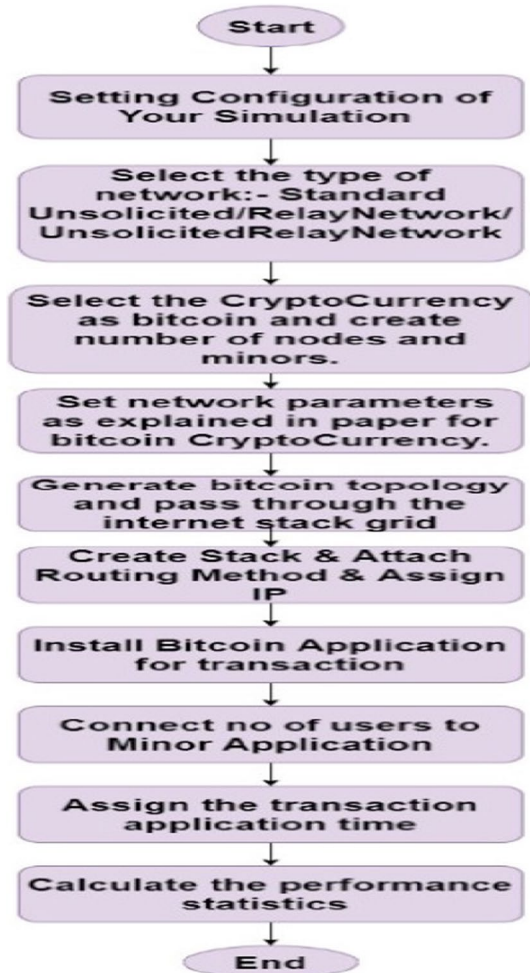 Start
Setting Configuration of
Your Simulation
Select the type of
network:- Standard
Unsolicited/RelayNetwork/
UnsolicitedRelayNetwork
Select the CryptoCurrency
as bitcoin and create
number of nodes and
minors.
Set network parameters
as explained in paper for
bitcoin CryptoCurrency.
Generate bitcoin topology
and pass through the
internet stack grid
Create Stack & Attach
Routing Method & Assign
IP
Install Bitcoin Application
for transaction
Connect no of users to
Minor Application
Assign the transaction
application time
Calculate the performance
statistics
End